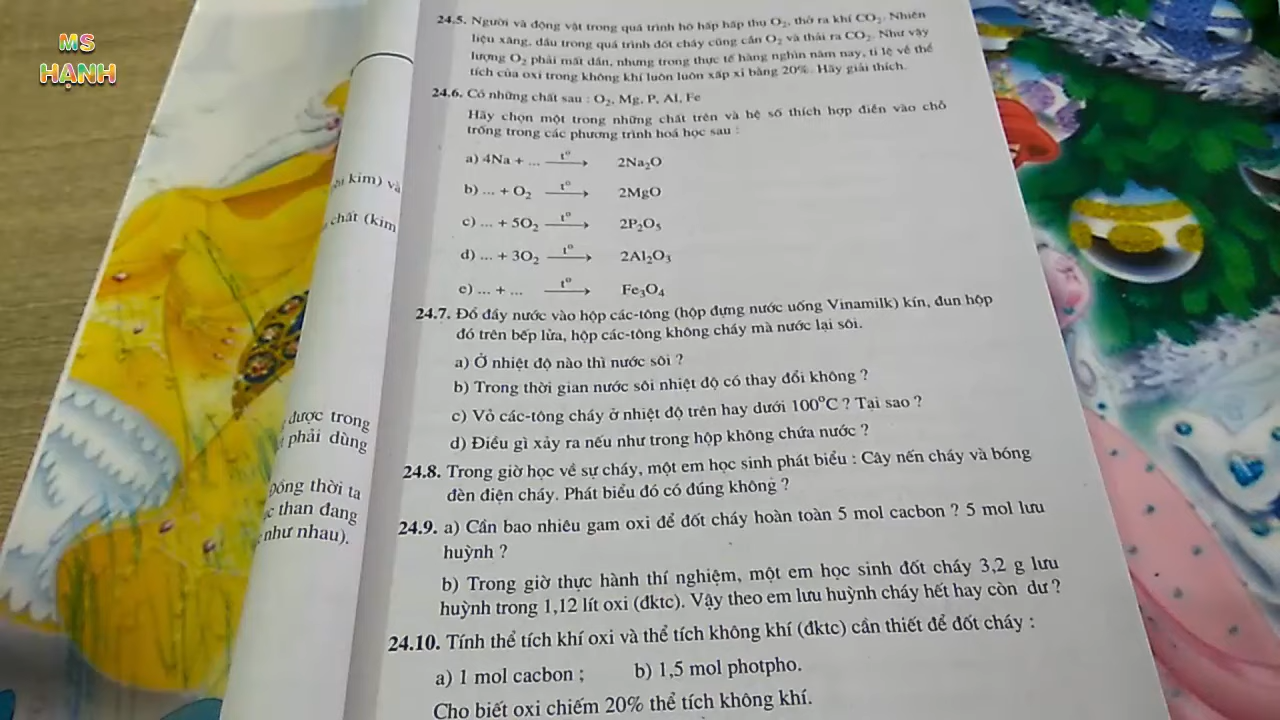 MS
HẠNH
24.5. Người và động vật trong quá trình hô hấp hấp thụ O₂, thở ra khí CO₂. Nhiên
liệu xăng, dầu trong quá trình đốt cháy cũng cần O₂ và thải ra CO₂. Như vậy
lượng O₂ phải mất dần, nhưng trong thực tế hàng nghìn năm nay, tỉ lệ về thể
tích của oxi trong không khí luôn luôn xấp xỉ bằng 20%. Hãy giải thích.
24.6. Có những chất sau : O₂, Mg, P, Al, Fe
Hãy chọn một trong những chất trên và hệ số thích hợp điền vào chỗ
trống trong các phương trình hoá học sau :
a) 4Na + ... t° ⟶ 2Na₂O
b) ... + O₂ t° ⟶ 2MgO
c) ... + 5O₂ t° ⟶ 2P₂O₅
d) ... + 3O₂ t° ⟶ 2Al₂O₃
e) ... + ... t° ⟶ Fe₃O₄
24.7. Đổ đầy nước vào hộp các-tông (hộp đựng nước uống Vinamilk) kín, đun hộp
đó trên bếp lửa, hộp các-tông không cháy mà nước lại sôi.
a) Ở nhiệt độ nào thì nước sôi ?
b) Trong thời gian nước sôi nhiệt độ có thay đổi không ?
c) Vỏ các-tông cháy ở nhiệt độ trên hay dưới 100°C ? Tại sao ?
d) Điều gì xảy ra nếu như trong hộp không chứa nước ?
24.8. Trong giờ học về sự cháy, một em học sinh phát biểu : Cây nến cháy và bóng
đèn điện cháy. Phát biểu đó có đúng không ?
24.9. a) Cần bao nhiêu gam oxi để đốt cháy hoàn toàn 5 mol cacbon ? 5 mol lưu
huỳnh ?
b) Trong giờ thực hành thí nghiệm, một em học sinh đốt cháy 3,2 g lưu
huỳnh trong 1,12 lít oxi (đktc). Vậy theo em lưu huỳnh cháy hết hay còn dư ?
24.10. Tính thể tích khí oxi và thể tích không khí (đktc) cần thiết để đốt cháy :
a) 1 mol cacbon ; b) 1,5 mol photpho.
Cho biết oxi chiếm 20% thể tích không khí.
kim) và
chất (kim
được trong
phải dùng
Đồng thời ta
than đang
như nhau).